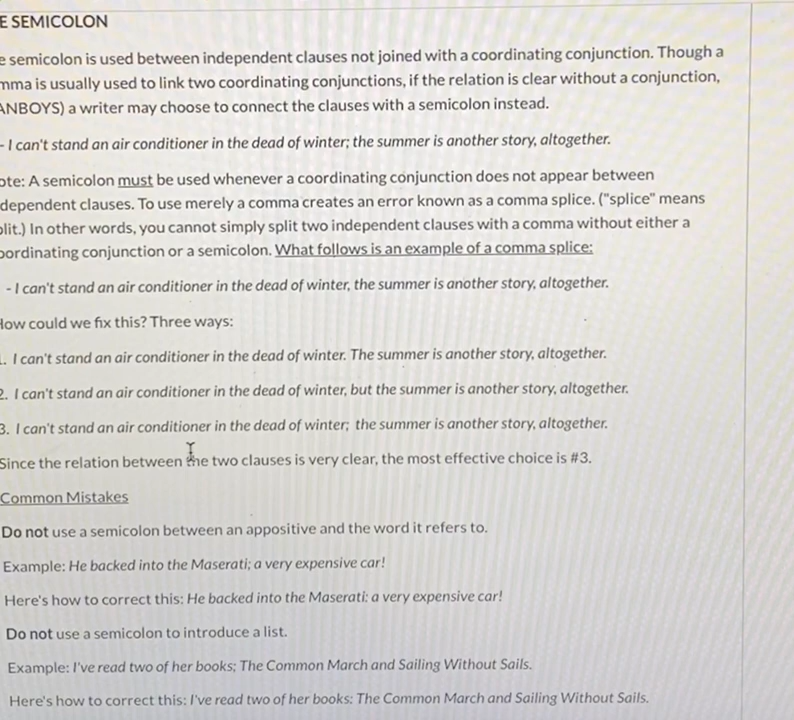 E SEMICOLON
e semicolon is used between independent clauses not joined with a coordinating conjunction. Though a
mma is usually used to link two coordinating conjunctions, if the relation is clear without a conjunction,
ANBOYS) a writer may choose to connect the clauses with a semicolon instead.
- I can't stand an air conditioner in the dead of winter; the summer is another story, altogether.
ote: A semicolon must be used whenever a coordinating conjunction does not appear between
dependent clauses. To use merely a comma creates an error known as a comma splice. ("splice" means
plit.) In other words, you cannot simply split two independent clauses with a comma without either a
oordinating conjunction or a semicolon. What follows is an example of a comma splice:
- I can't stand an air conditioner in the dead of winter, the summer is another story, altogether.
How could we fix this? Three ways:
1. I can't stand an air conditioner in the dead of winter. The summer is another story, altogether.
2. I can't stand an air conditioner in the dead of winter, but the summer is another story, altogether.
3. I can't stand an air conditioner in the dead of winter; the summer is another story, altogether.
Since the relation between the two clauses is very clear, the most effective choice is #3.
Common Mistakes
Do not use a semicolon between an appositive and the word it refers to.
Example: He backed into the Maserati; a very expensive car!
Here's how to correct this: He backed into the Maserati: a very expensive car!
Do not use a semicolon to introduce a list.
Example: I've read two of her books; The Common March and Sailing Without Sails.
Here's how to correct this: I've read two of her books: The Common March and Sailing Without Sails.